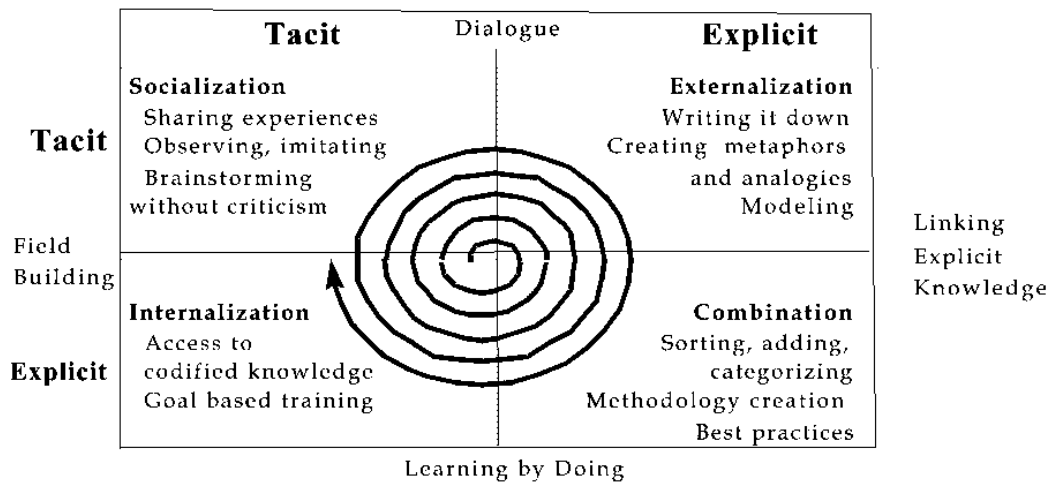 Tacit
Dialogue
Explicit
Tacit
Socialization
Sharing experiences
Observing, imitating
Brainstorming
without criticism
Externalization
Writing it down
Creating metaphors
and analogies
Modeling
Field
Building
Linking
Explicit
Knowledge
Explicit
Internalization
Access to
codified knowledge
Goal based training
Combination
Sorting, adding,
categorizing
Methodology creation
Best practices
Learning by Doing